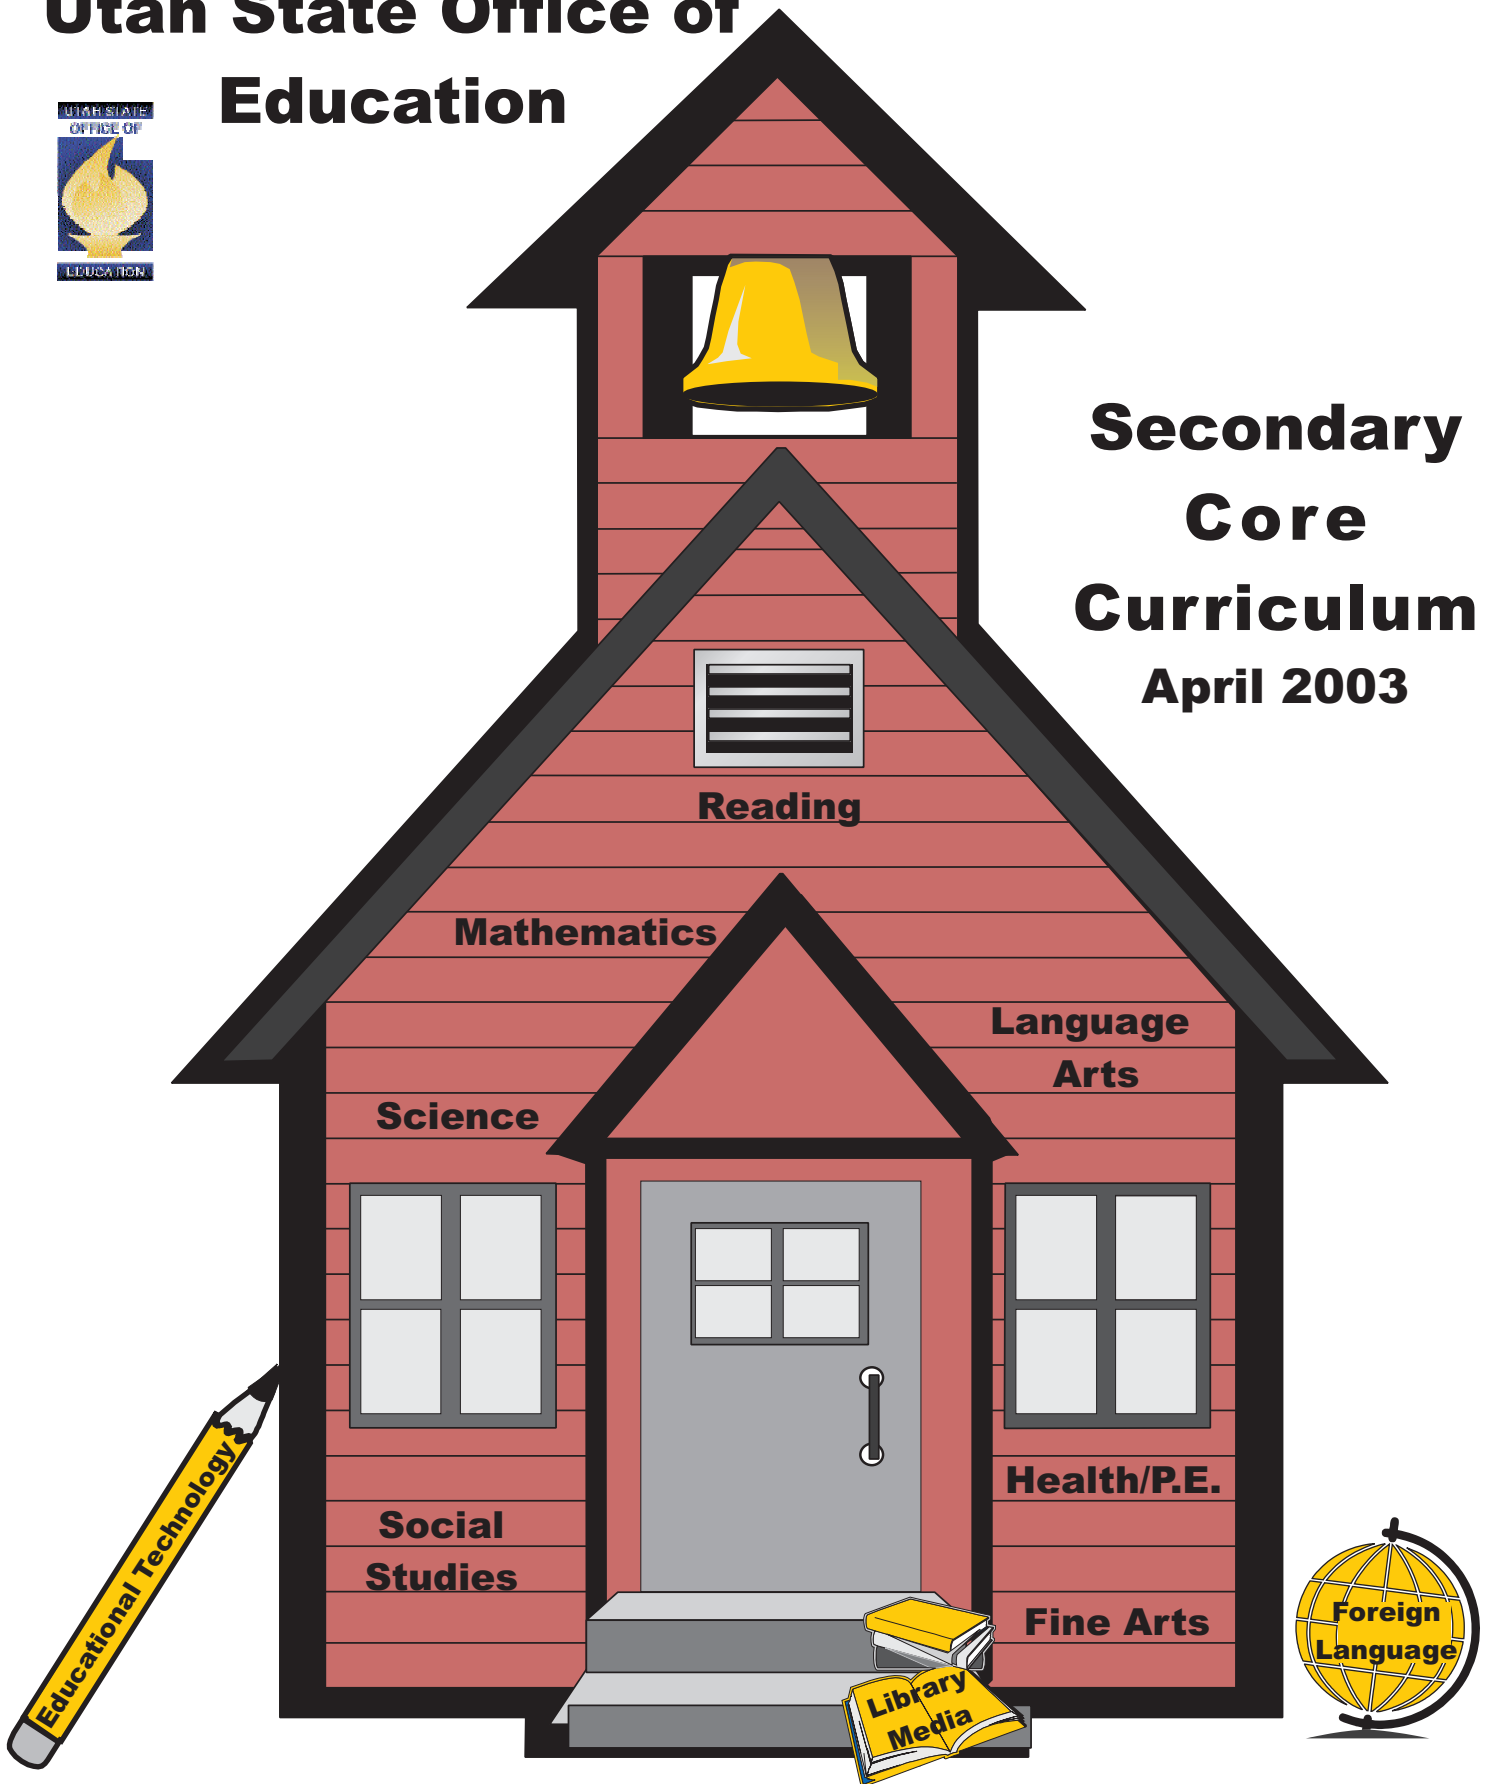 Utah State Office of
Education
UTAH STATE
OFFICE OF
EDUCATION
Secondary
Core
Curriculum
April 2003
Reading
Mathematics
Language
Arts
Science
Health/P.E.
Social
Studies
Fine Arts
Educational Technology
Library
Media
Foreign
Language